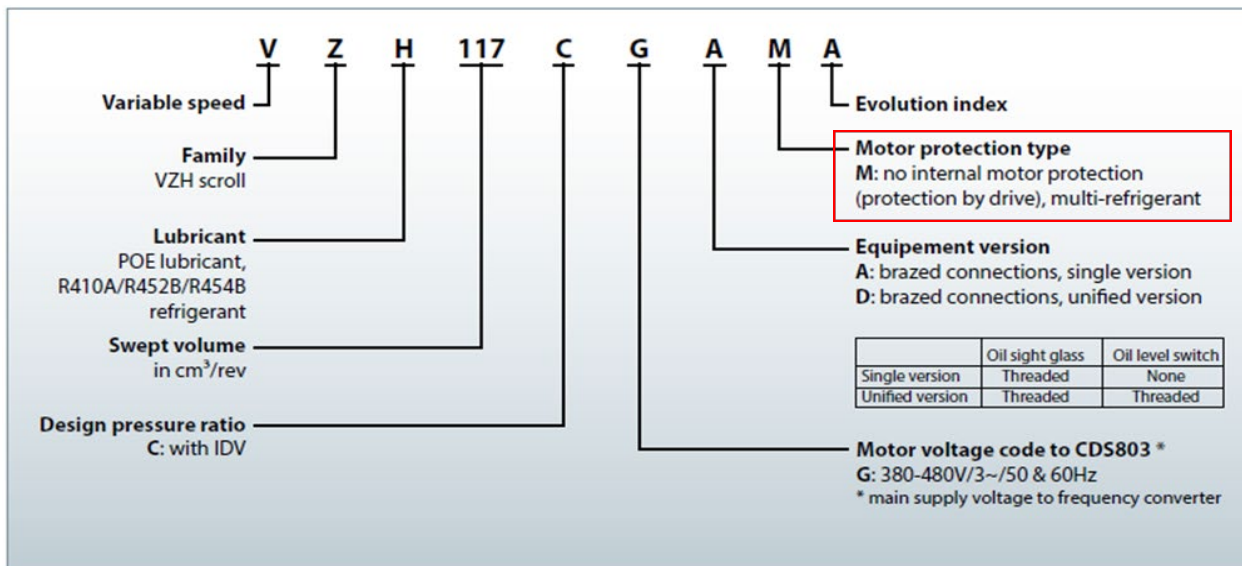 V Z H 117 C G A M A
Variable speed
Family
VZH scroll
Lubricant
POE lubricant,
R410A/R452B/R454B
refrigerant
Swept volume
in cm³/rev
Design pressure ratio
C: with IDV
Evolution index
Motor protection type
M: no internal motor protection
(protection by drive), multi-refrigerant
Equipement version
A: brazed connections, single version
D: brazed connections, unified version
Oil sight glass Oil level switch
Single version Threaded None
Unified version Threaded Threaded
Motor voltage code to CDS803 *
G: 380-480V/3~/50 & 60Hz
* main supply voltage to frequency converter